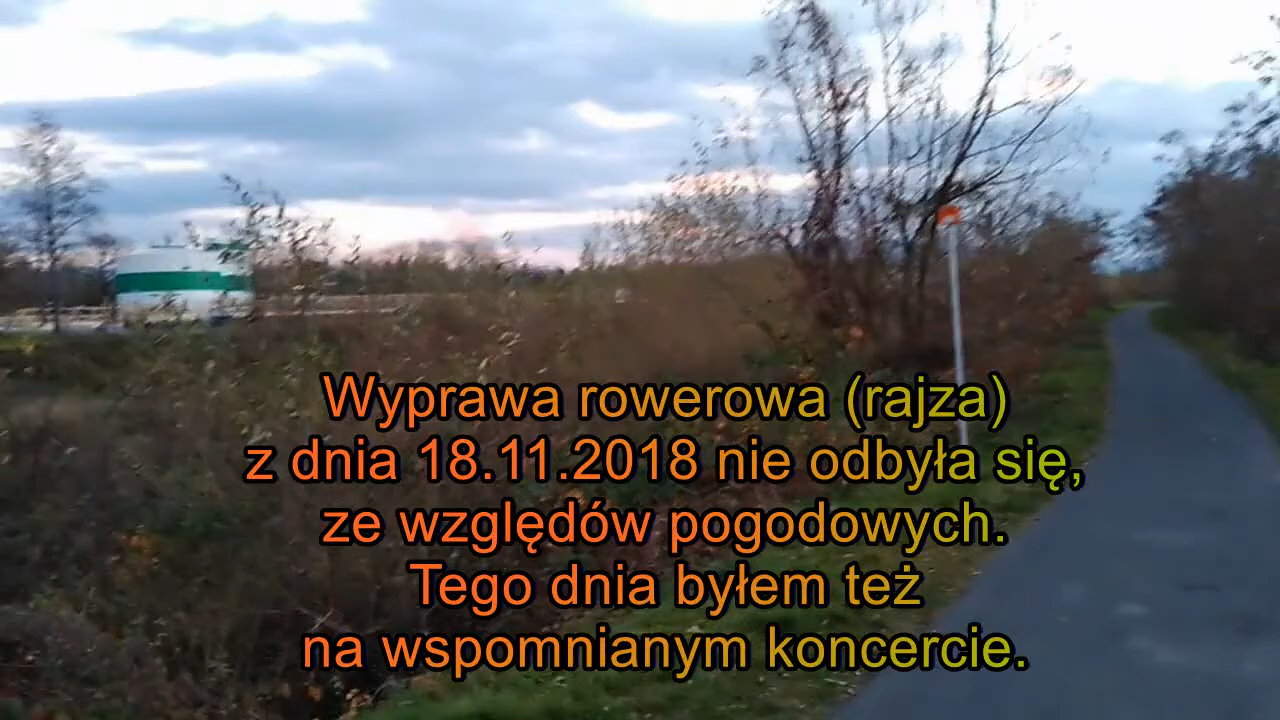 Wyprawa rowerowa (rajza)
z dnia 18.11.2018 nie odbyła się,
ze względów pogodowych.
Tego dnia byłem też
na wspomnianym koncercie.